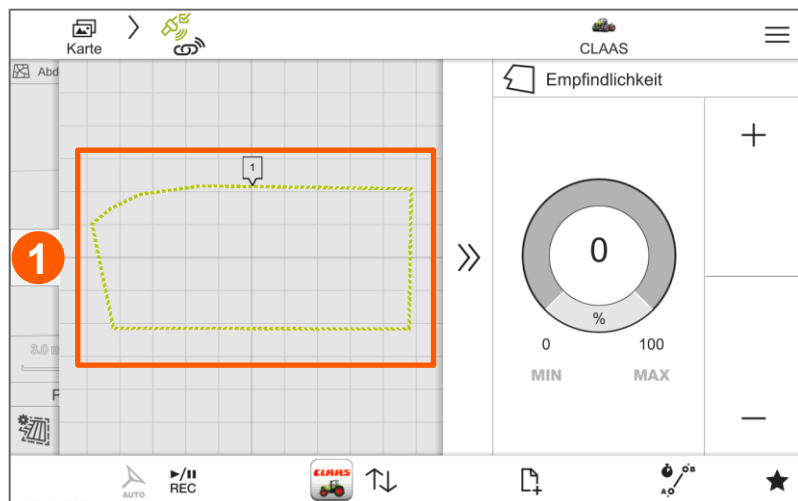 Karte
CLAAS
Abd
Empfindlichkeit
1
1
0
%
0
100
MIN
MAX
3.0 m
F
AUTO
REC
CLAAS
A
B